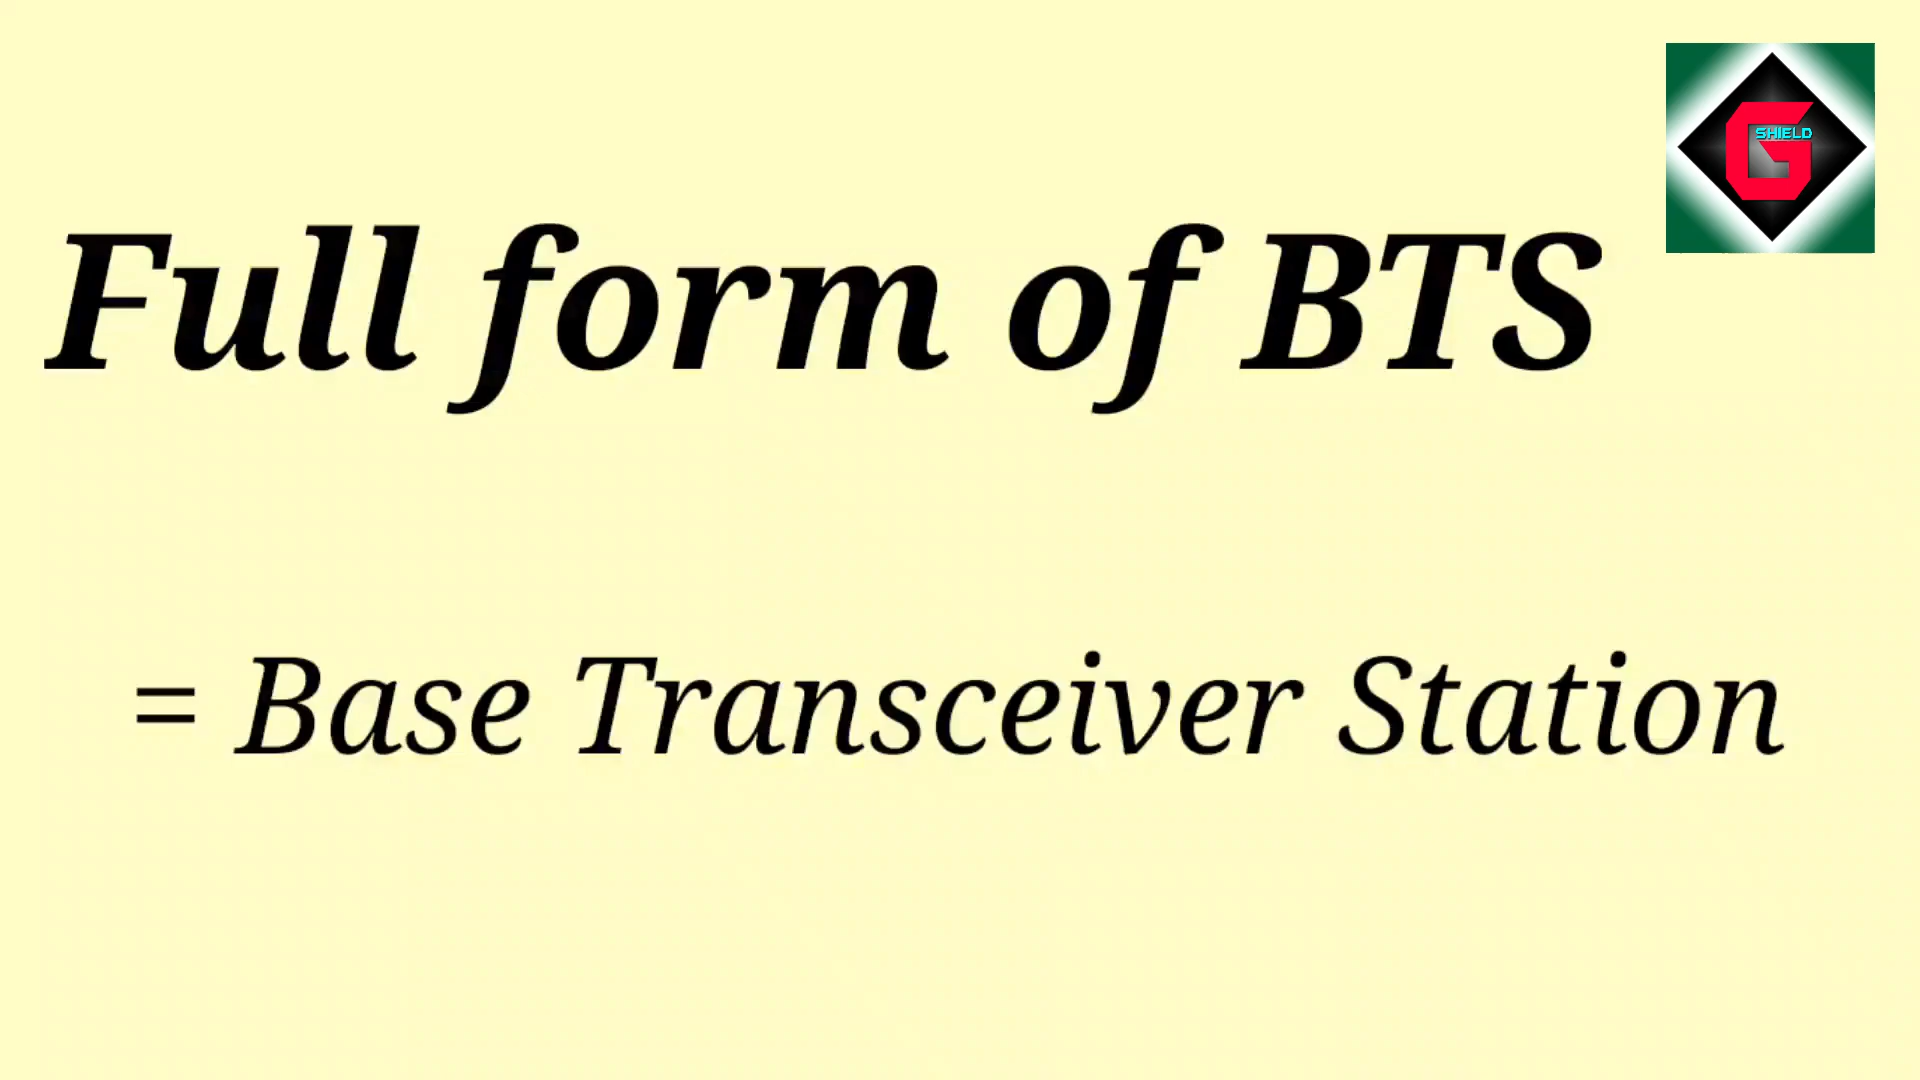 G
SHIELD
Full form of BTS
= Base Transceiver Station